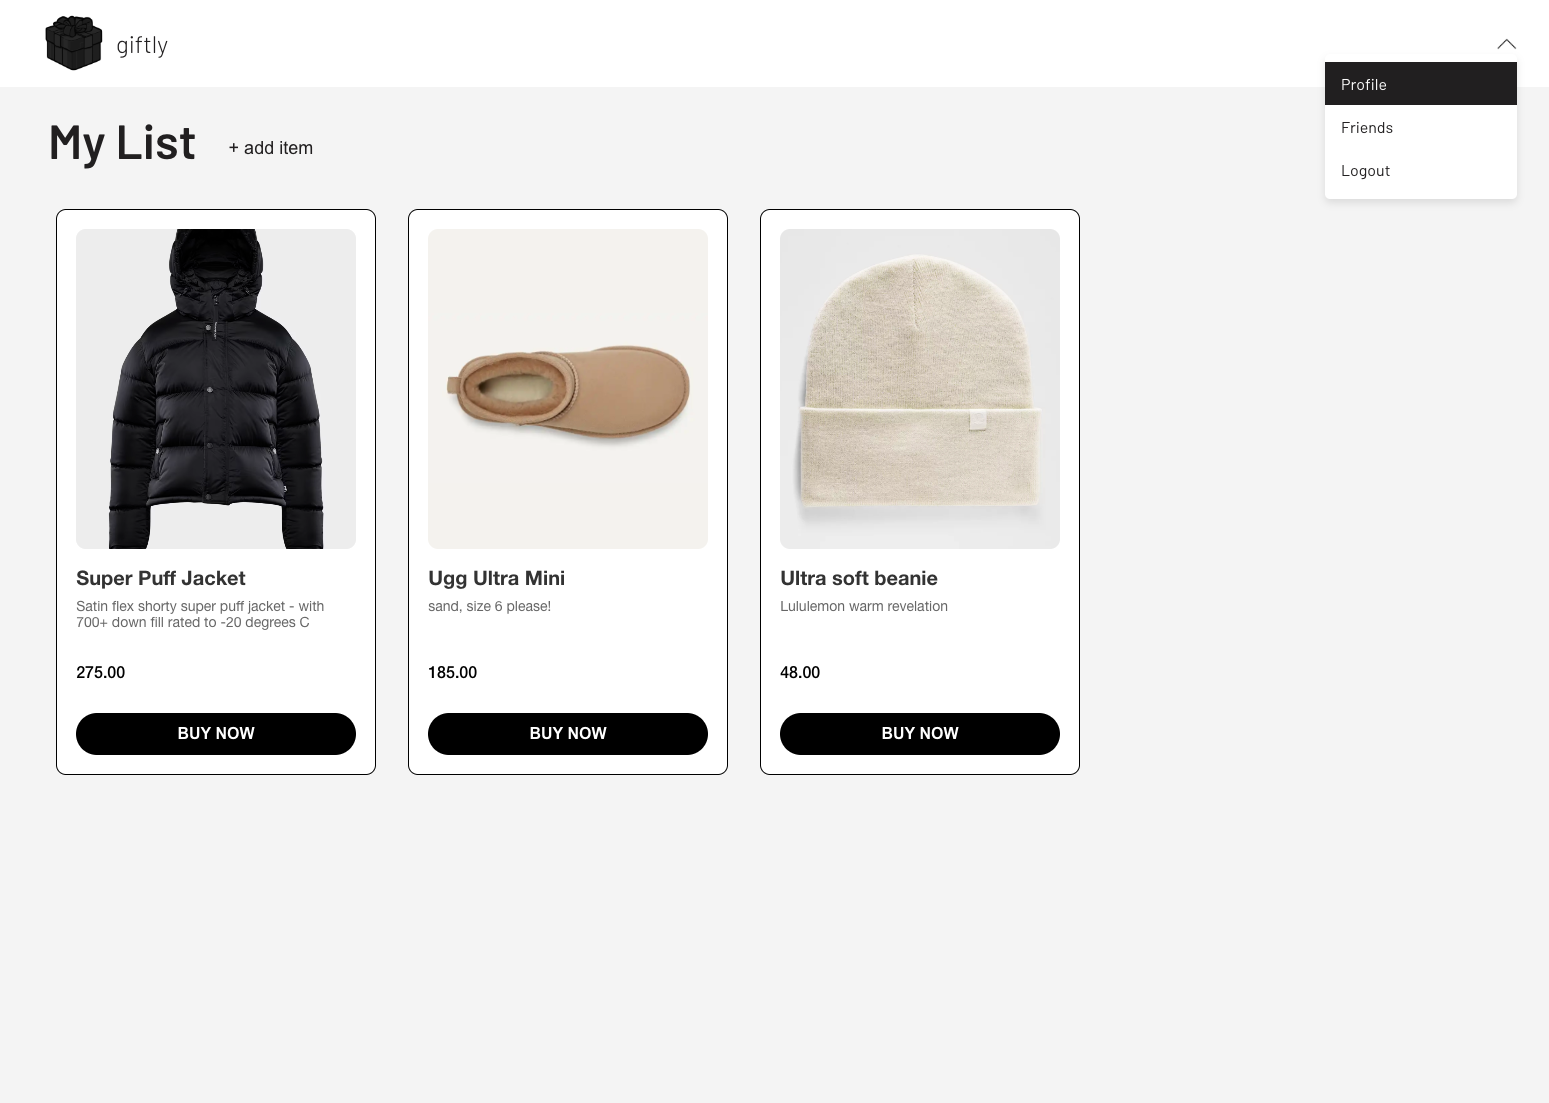 giftly
Profile
Friends
Logout
My List
+ add item
Super Puff Jacket
Satin flex shorty super puff jacket - with
700+ down fill rated to -20 degrees C
275.00
BUY NOW
Ugg Ultra Mini
sand, size 6 please!
185.00
BUY NOW
Ultra soft beanie
Lululemon warm revelation
48.00
BUY NOW